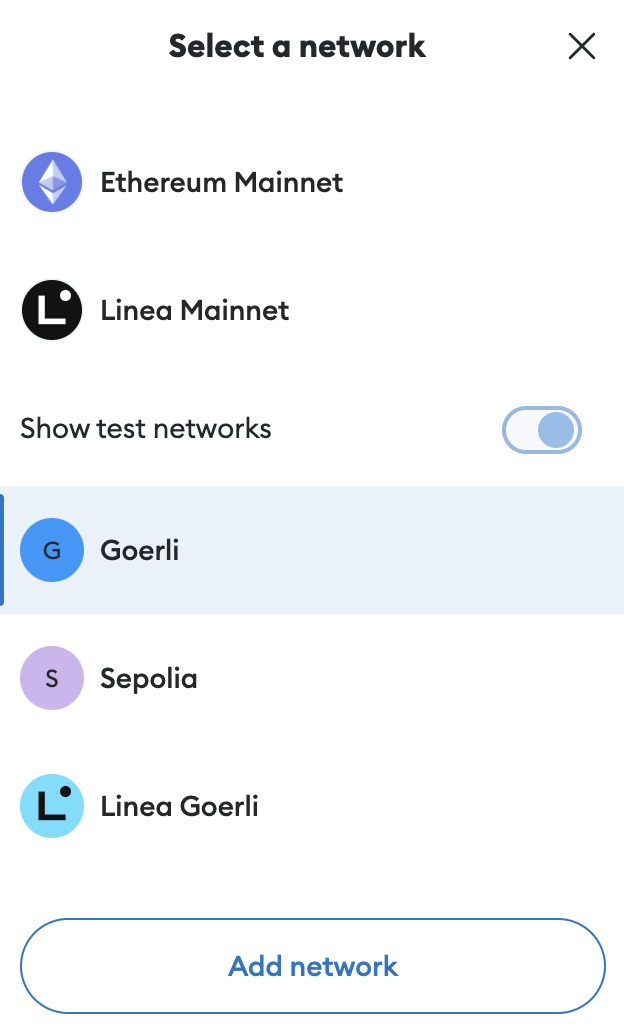 Select a network
Ethereum Mainnet
Linea Mainnet
Show test networks
G Goerli
S Sepolia
Linea Goerli
Add network